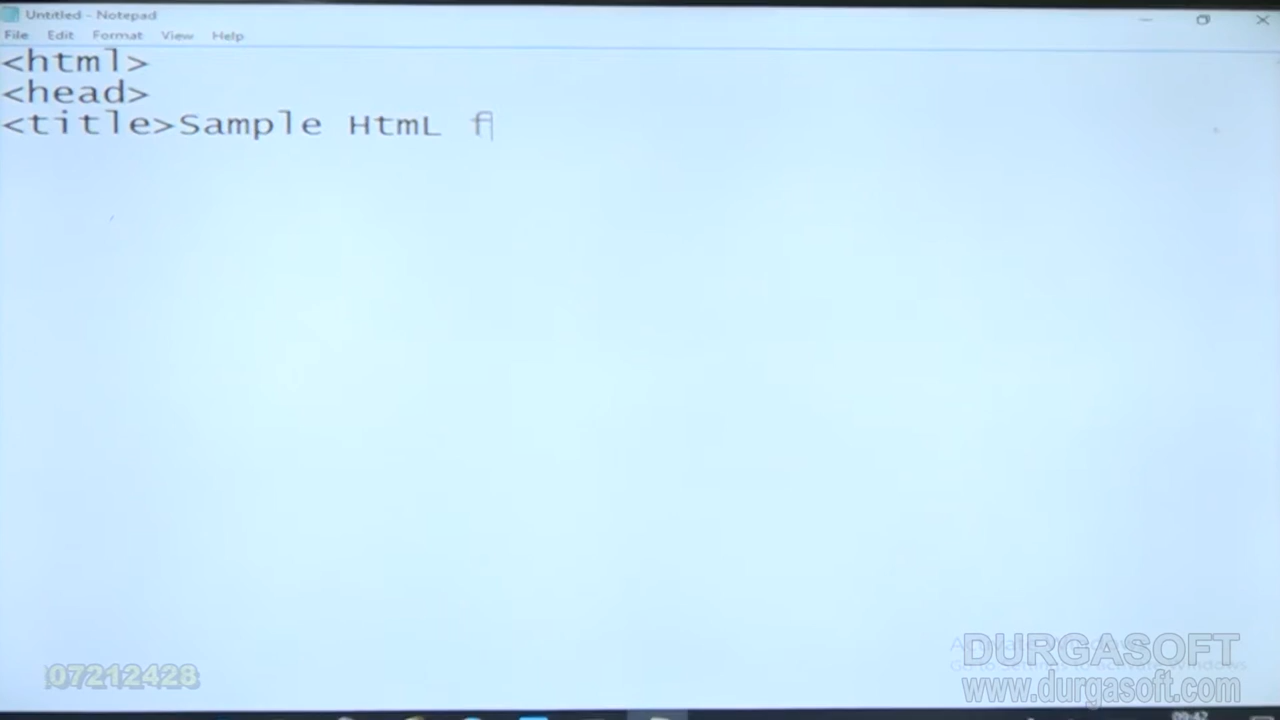 Untitled - Notepad
File Edit Format View Help
<html>
<head>
<title>Sample HtmL f
DURGASOFT
www.durgasoft.com
07212428